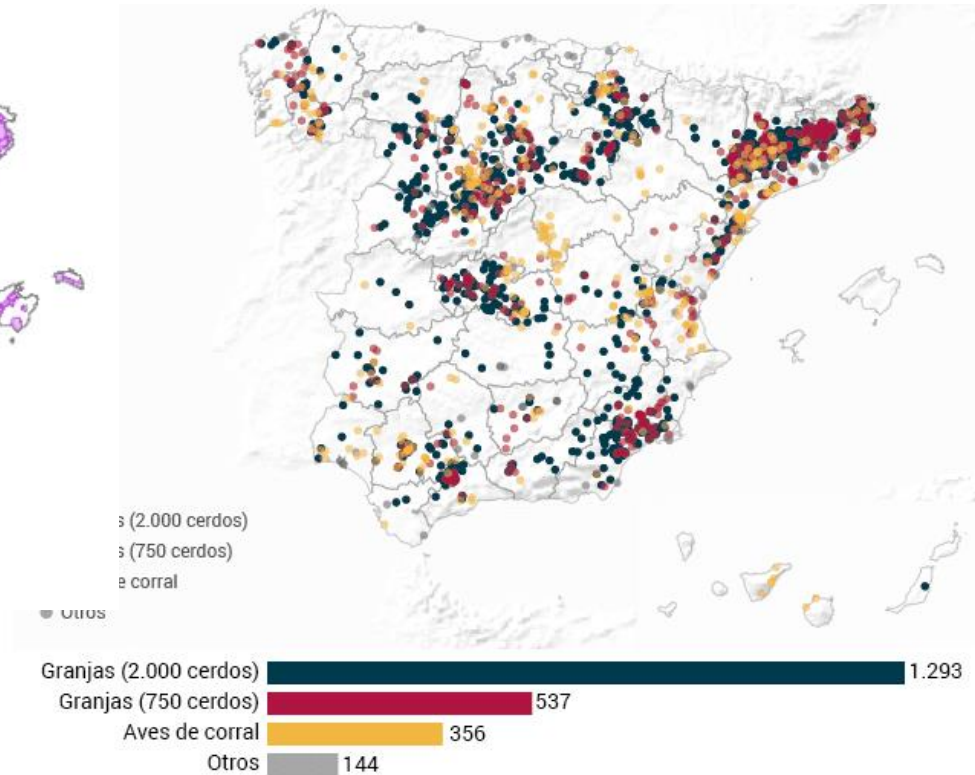 s (2.000 cerdos)
s (750 cerdos)
e corral
Otros
Granjas (2.000 cerdos) 1.293
Granjas (750 cerdos) 537
Aves de corral 356
Otros 144